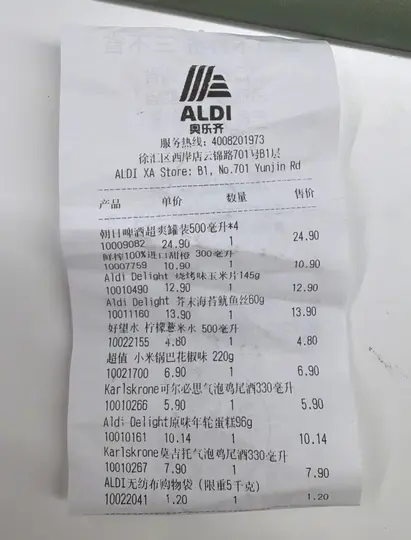 ALDI
奥乐齐
服务热线: 4008201973
徐汇区西岸店云锦路701号B1层
ALDI XA Store: B1, No.701 Yunjin Rd
产品 单价 数量 售价
朝日啤酒超爽罐装500毫升*4
10009082 24.90 1 24.90
鲜榨100%进口甜橙 300毫升
10007759 10.90 1 10.90
Aldi Delight 烧烤味玉米片145g
10010490 12.90 1 12.90
Aldi Delight 芥末海苔鱿鱼丝60g
10011160 13.90 1 13.90
好望水 柠檬薏米水 500毫升
10022155 4.80 1 4.80
超值 小米锅巴花椒味 220g
10021700 6.90 1 6.90
Karlskrone可尔必思气泡鸡尾酒330毫升
10010266 5.90 1 5.90
Aldi Delight原味年轮蛋糕96g
10010161 10.14 1 10.14
Karlskrone莫吉托气泡鸡尾酒330毫升
10010267 7.90 1 7.90
ALDI无纺布购物袋 (限重5千克)
10022041 1.20 1 1.20